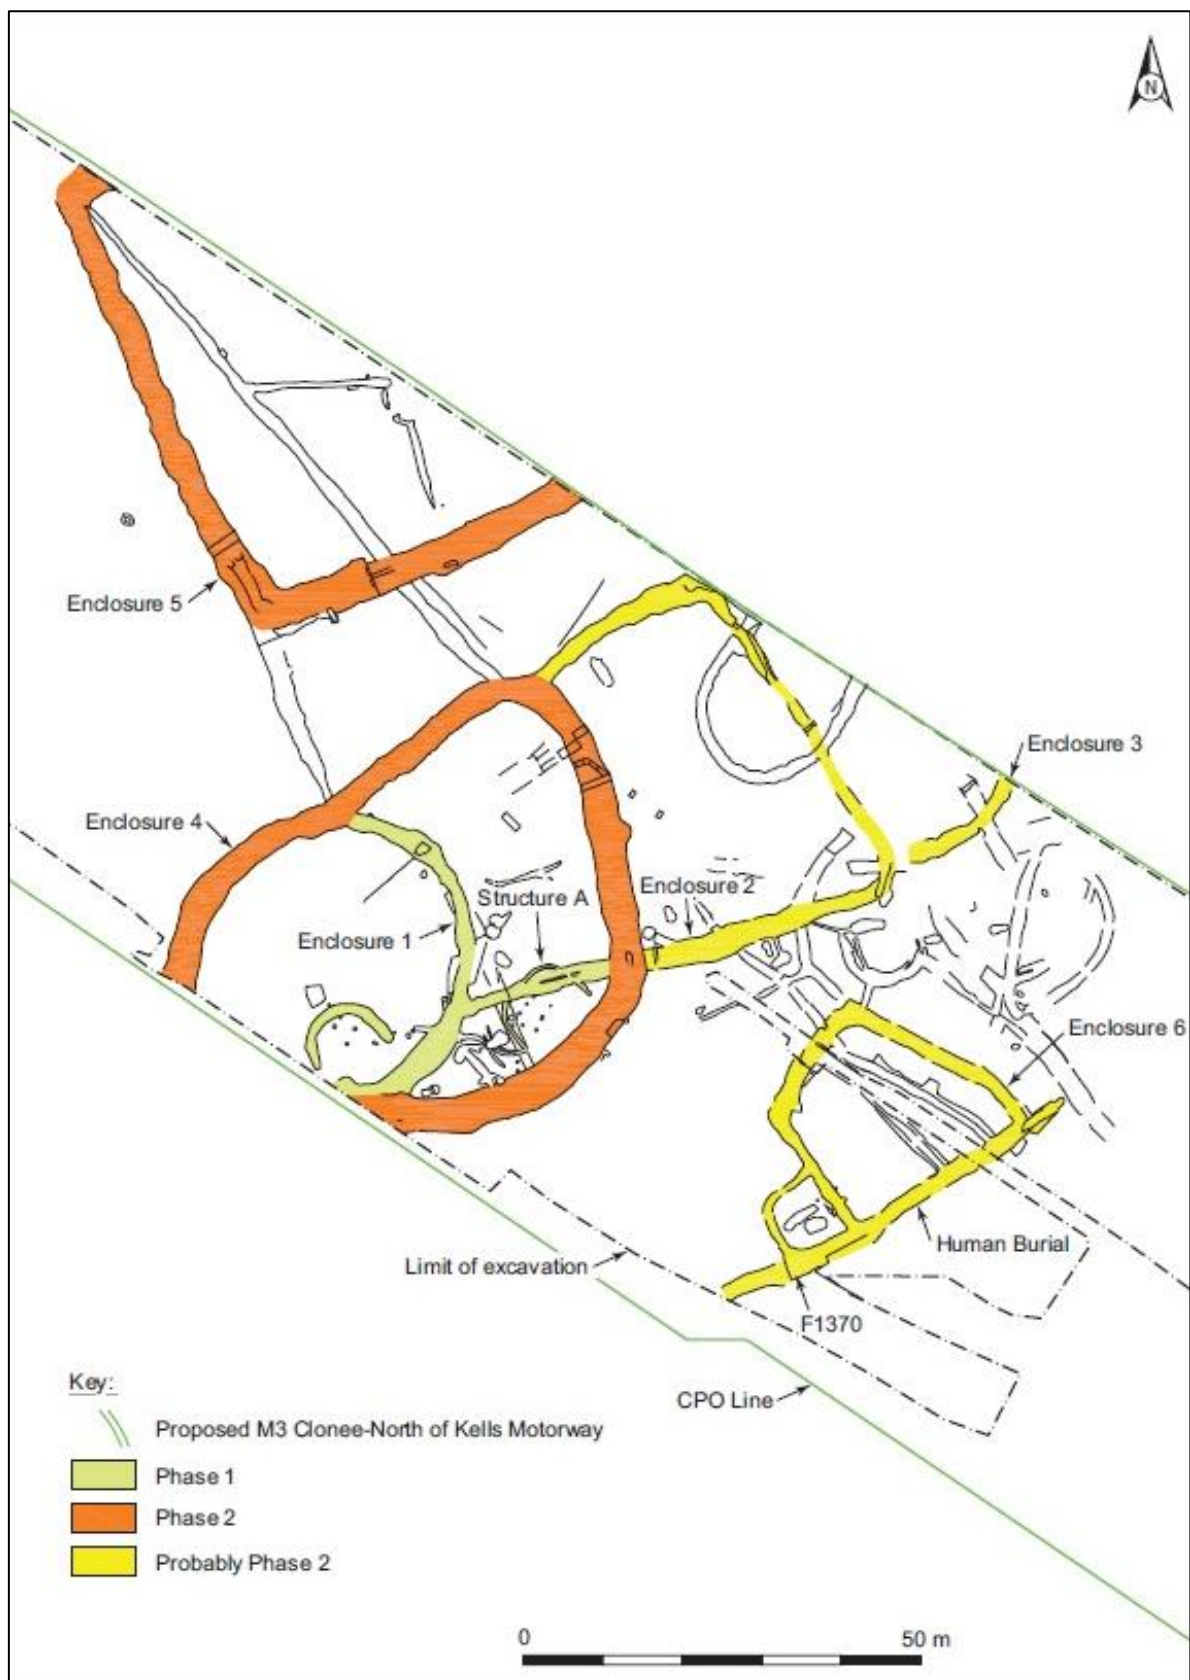 N
Enclosure 5
Enclosure 3
Enclosure 4
Enclosure 2
Structure A
Enclosure 1
Enclosure 6
Human Burial
Limit of excavation
F1370
CPO Line
Key:
Proposed M3 Clonee-North of Kells Motorway
Phase 1
Phase 2
Probably Phase 2
0
50 m